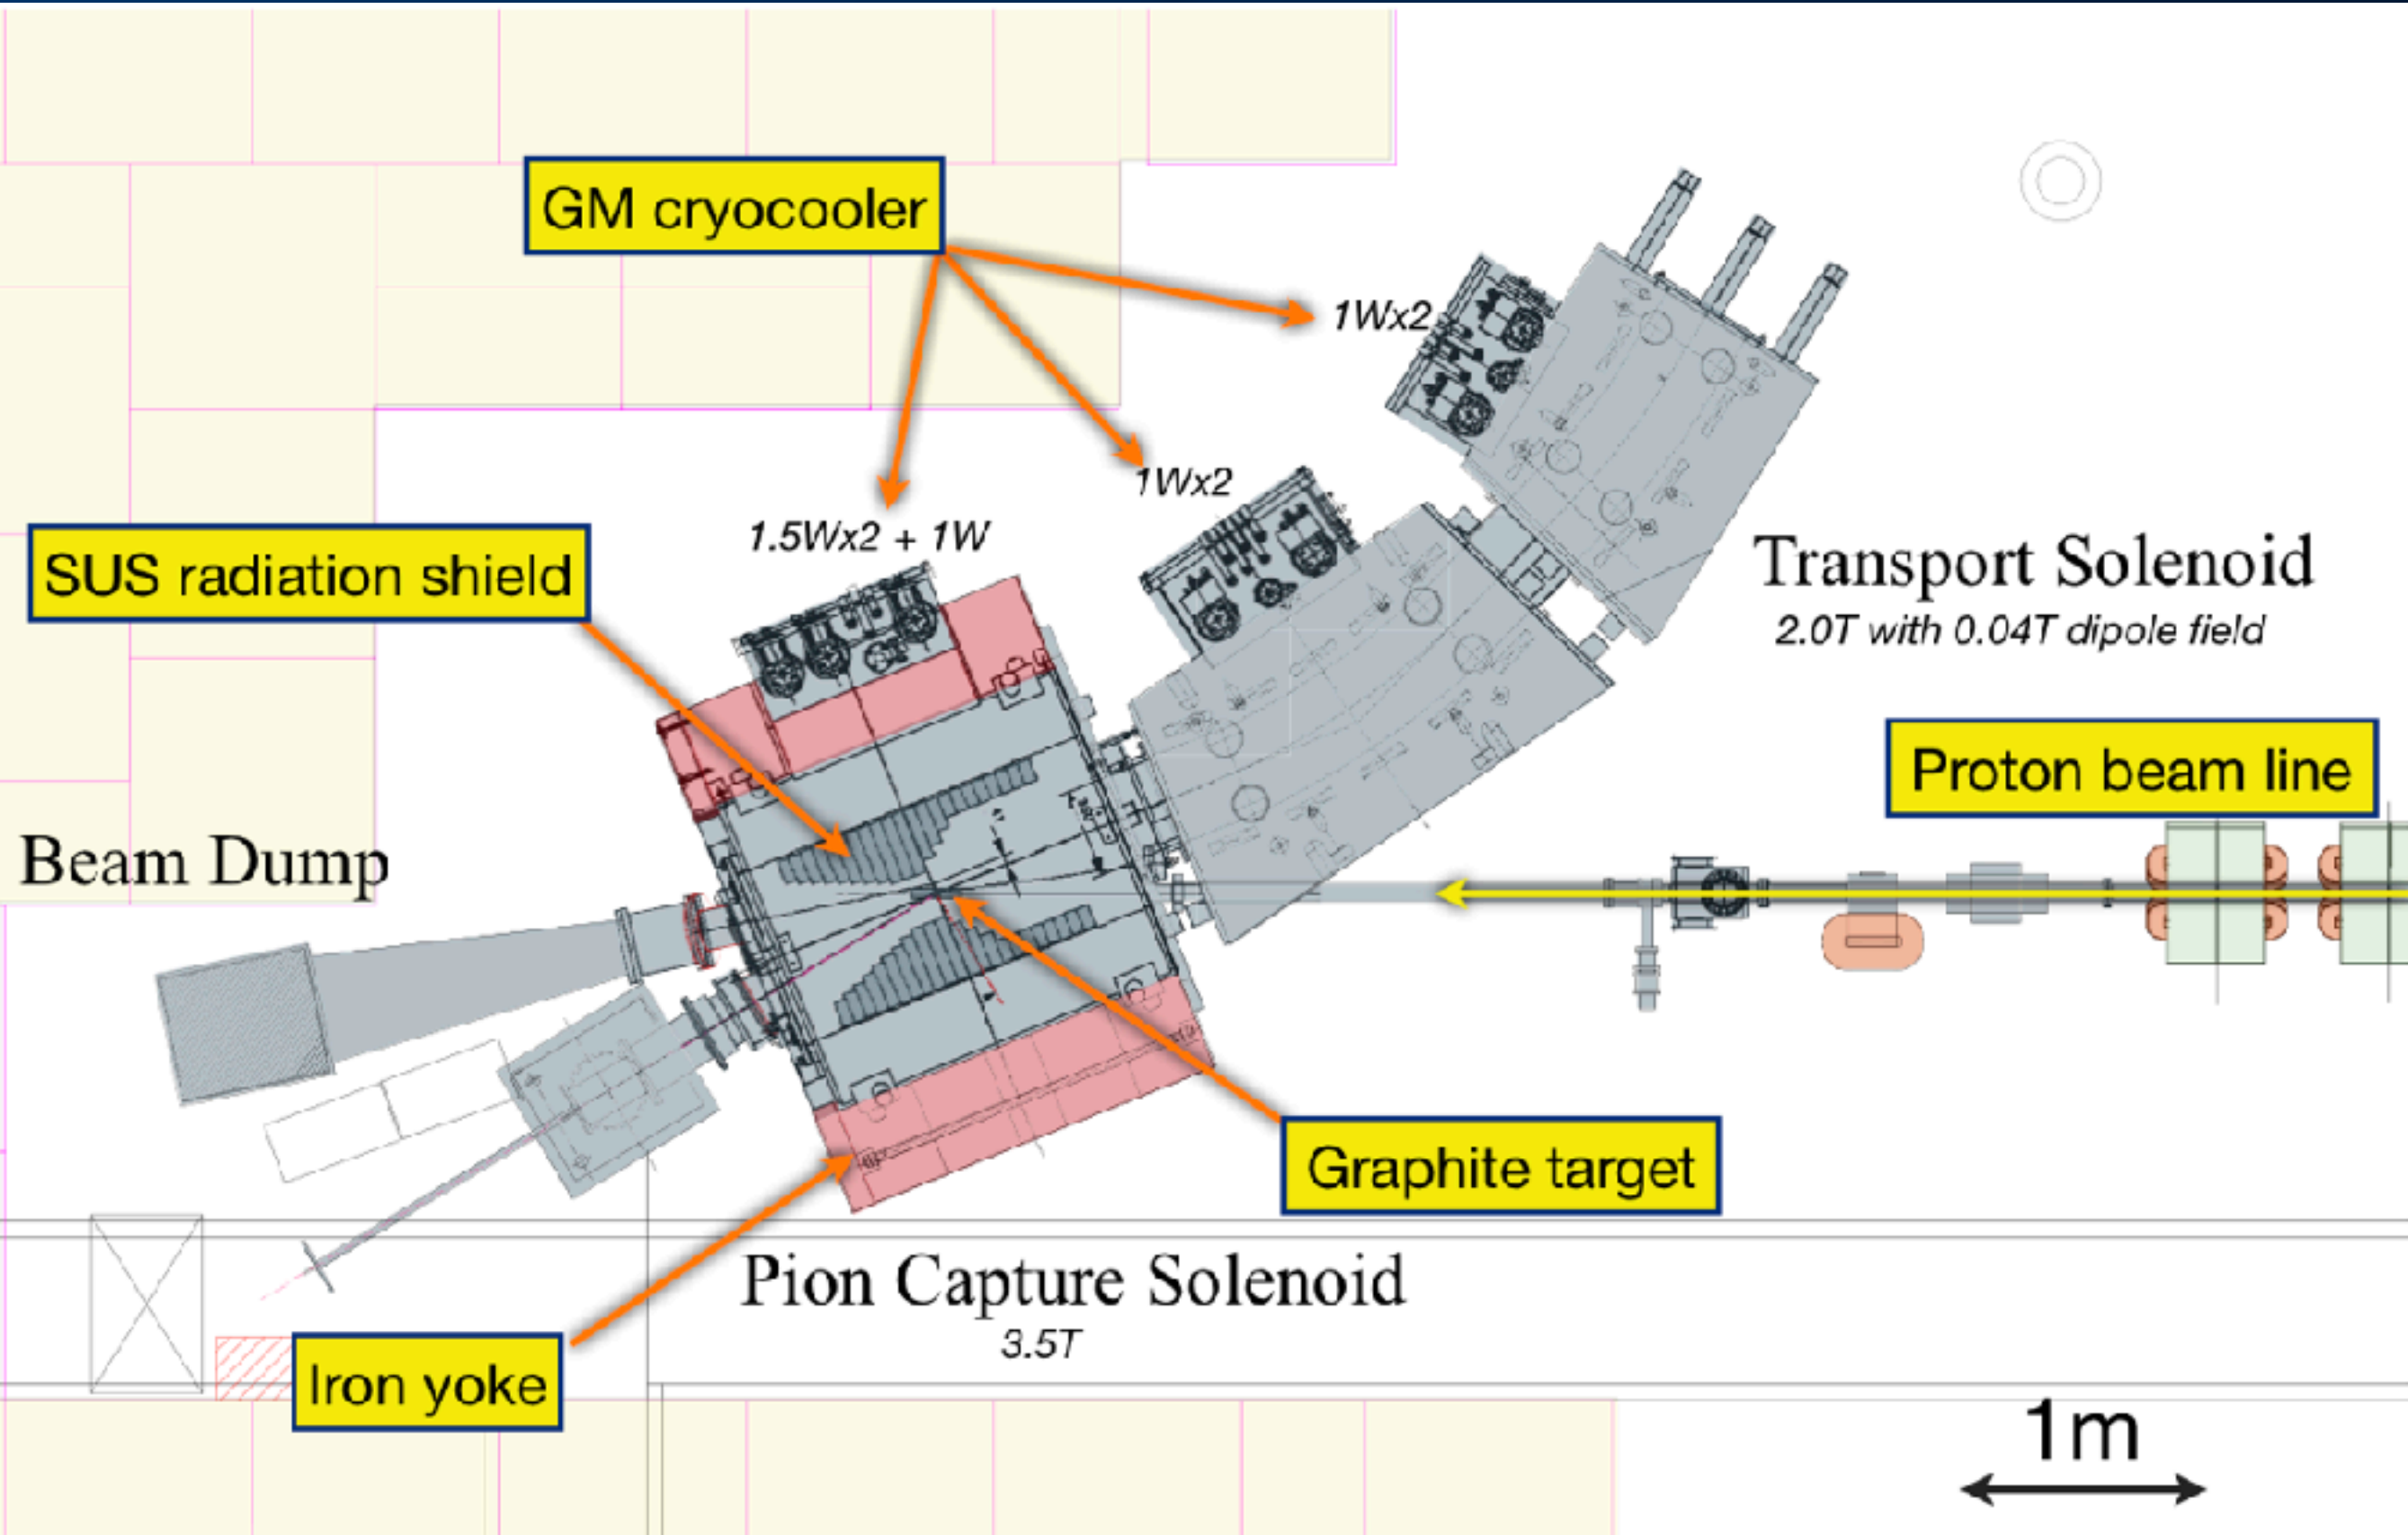 GM cryocooler
1Wx2
1Wx2
1.5Wx2 + 1W
SUS radiation shield
Transport Solenoid
2.0T with 0.04T dipole field
Proton beam line
Beam Dump
Graphite target
Pion Capture Solenoid
3.5T
Iron yoke
1m